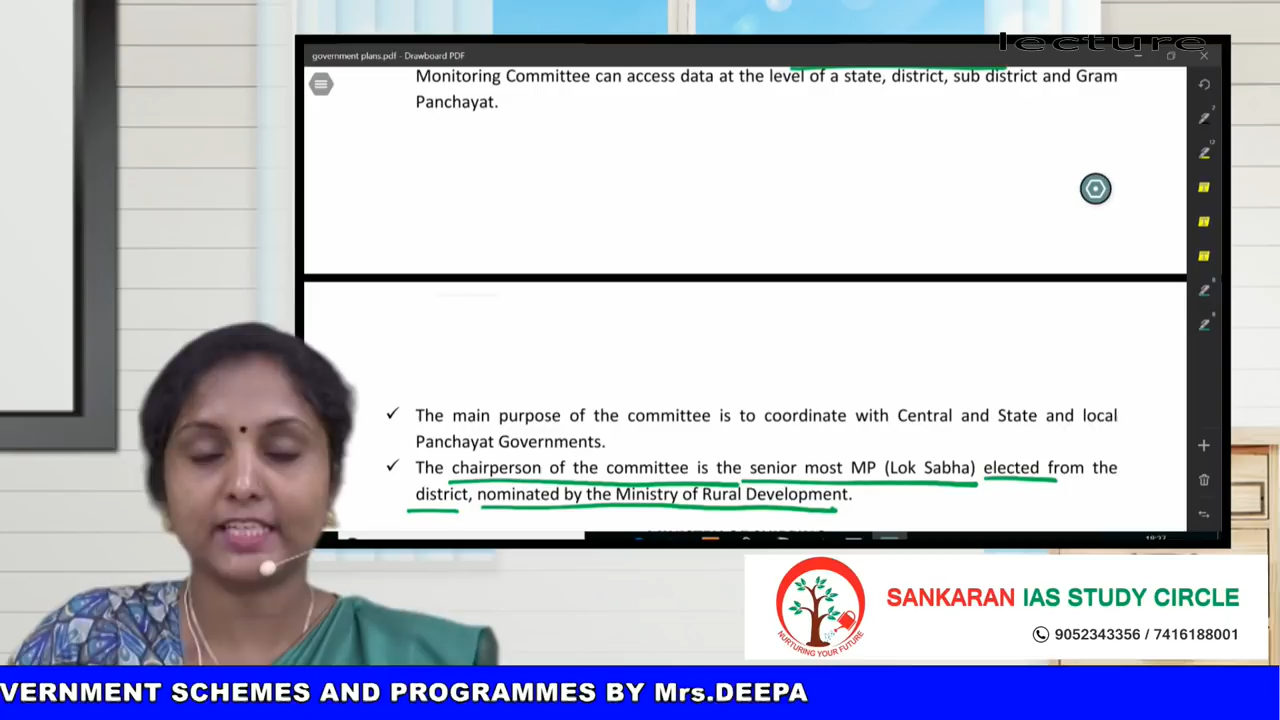 lecture
government plans.pdf - Drawboard PDF
Monitoring Committee can access data at the level of a state, district, sub district and Gram
Panchayat.
✓ The main purpose of the committee is to coordinate with Central and State and local
Panchayat Governments.
✓ The chairperson of the committee is the senior most MP (Lok Sabha) elected from the
district, nominated by the Ministry of Rural Development.
NURTURING YOUR FUTURE
SANKARAN IAS STUDY CIRCLE
9052343356 / 7416188001
VERNMENT SCHEMES AND PROGRAMMES BY Mrs.DEEPA